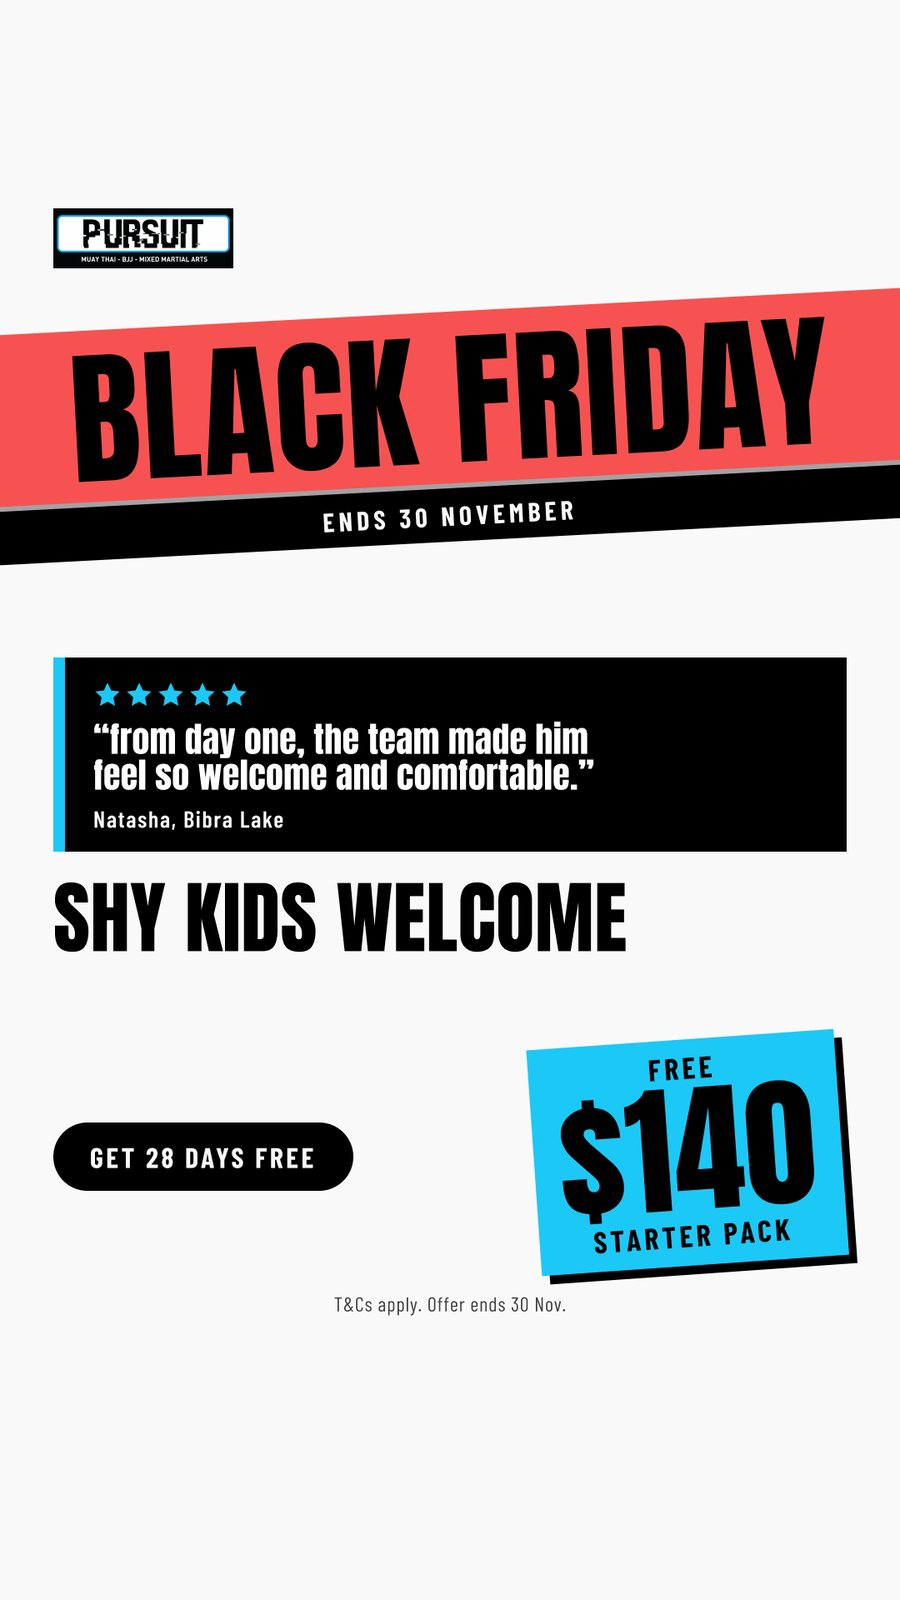 PURSUIT
MUAY THAI - BJJ - MIXED MARTIAL ARTS
BLACK FRIDAY
ENDS 30 NOVEMBER
“from day one, the team made him
feel so welcome and comfortable.”
Natasha, Bibra Lake
SHY KIDS WELCOME
FREE
$140
STARTER PACK
GET 28 DAYS FREE
T&Cs apply. Offer ends 30 Nov.